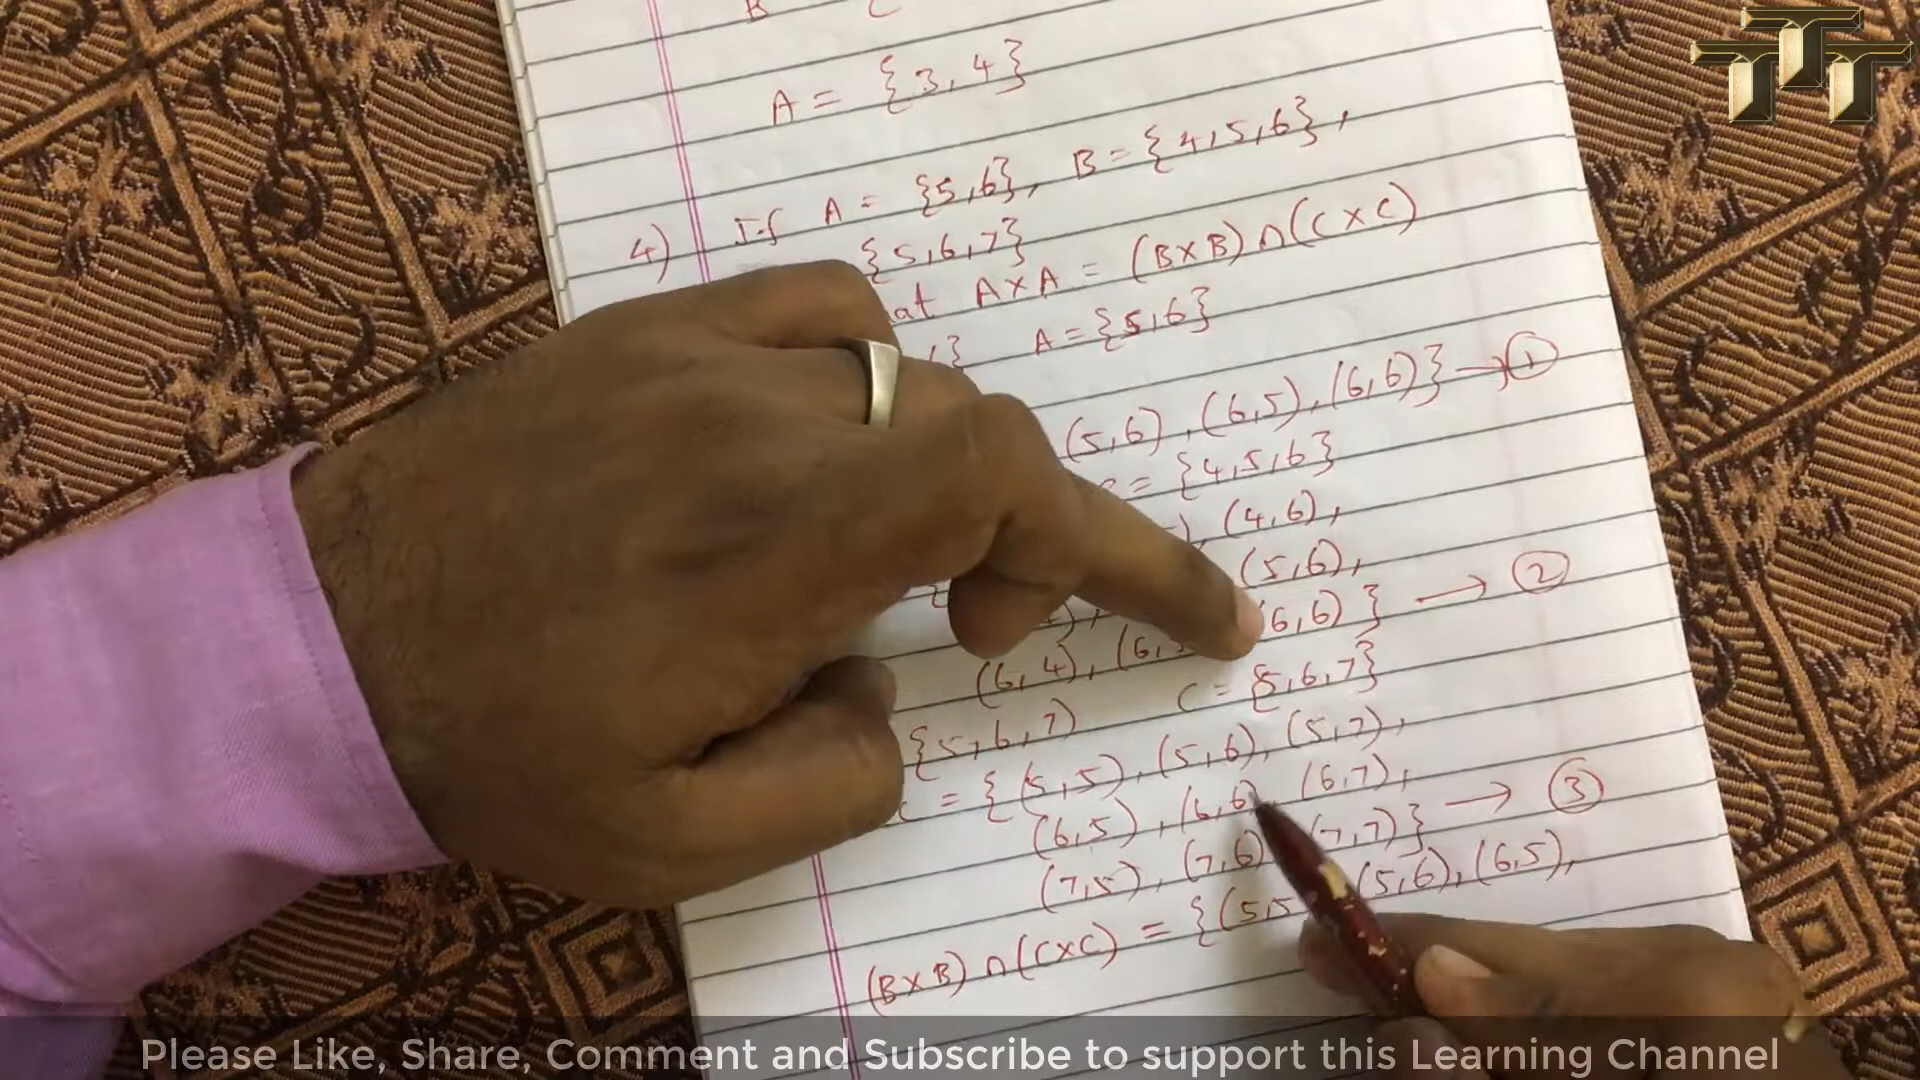 B C
A = {3, 4}
4) If A = {5,6}, B = {4,5,6},
{5,6,7}
at A×A = (B×B)∩(C×C)
} A={5,6}
(5,6), (6,5), (6,6)} → ①
= {4,5,6}
, (4,6),
(5,6),
(6,4), (6, (6,6)} → ②
{5,6,7} C = {5,6,7}
C = {(5,5), (5,6), (5,7),
(6,5), (6,6) (6,7),
(7,5), (7,6) (7,7)} → ③
(B×B)∩(C×C) = {(5,5 (5,6), (6,5),
TTT
Please Like, Share, Comment and Subscribe to support this Learning Channel